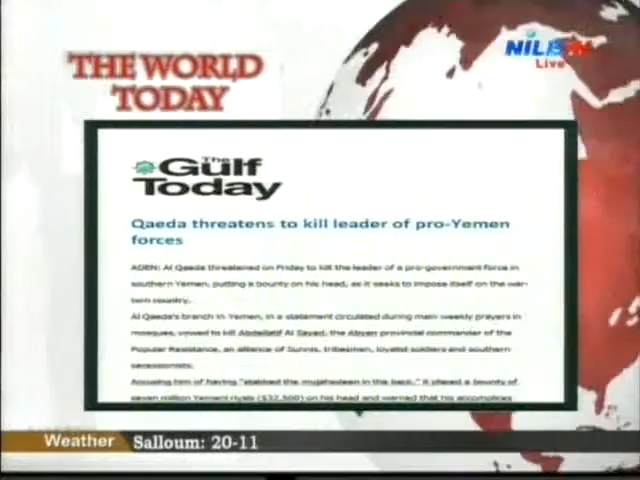 THE WORLD
TODAY
NILE TV
Live
The
Gulf
Today
Qaeda threatens to kill leader of pro-Yemen
forces
ADEN: Al Qaeda threatened on Friday to kill the leader of a pro-government force in
southern Yemen, putting a bounty on his head, as it seeks to impose itself on the war-
torn country.
Al Qaeda's branch in Yemen, in a statement circulated during main weekly prayers in
mosques, vowed to kill Abdellatif Al Sayed, the Abyan provincial commander of the
Popular Resistance, an alliance of Sunnis, tribesmen, loyalist soldiers and southern
secessionists.
Accusing him of having "stabbed the mujahedeen in the back," it placed a bounty of
seven million Yemeni riyals ($32,500) on his head and warned that his accomplices
Weather Salloum: 20-11